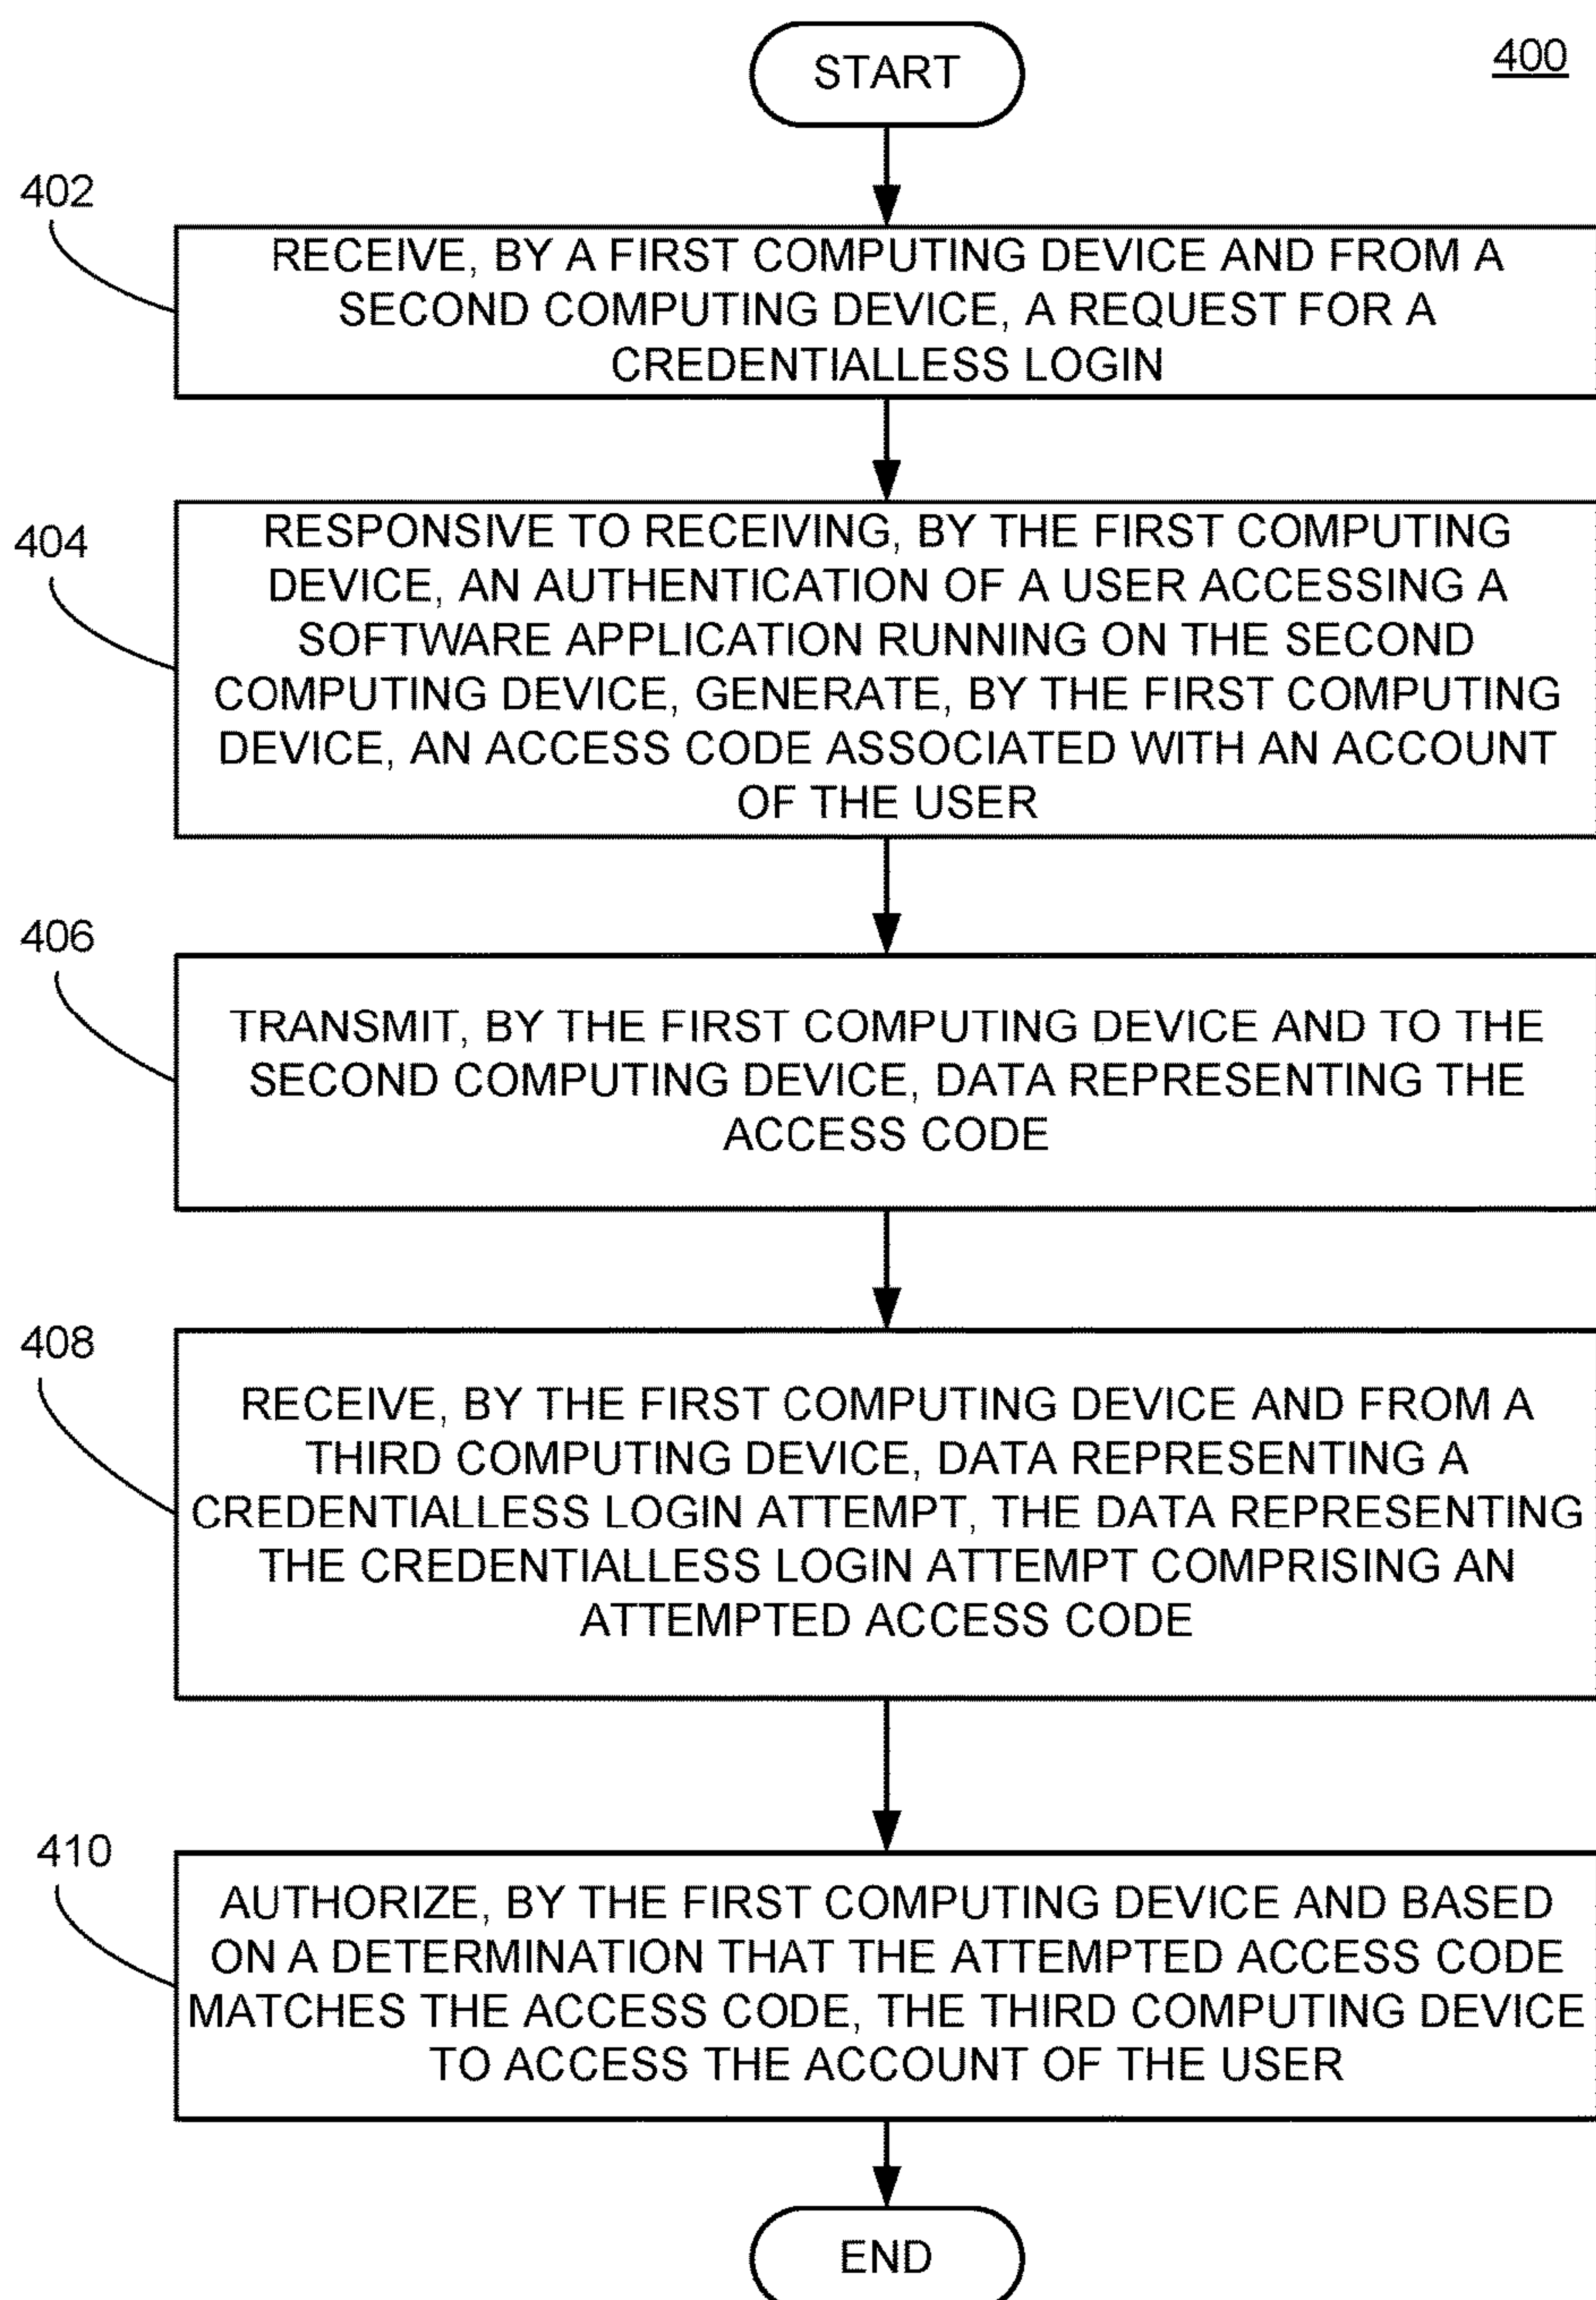 START
400
402
RECEIVE, BY A FIRST COMPUTING DEVICE AND FROM A
SECOND COMPUTING DEVICE, A REQUEST FOR A
CREDENTIALLESS LOGIN
404
RESPONSIVE TO RECEIVING, BY THE FIRST COMPUTING
DEVICE, AN AUTHENTICATION OF A USER ACCESSING A
SOFTWARE APPLICATION RUNNING ON THE SECOND
COMPUTING DEVICE, GENERATE, BY THE FIRST COMPUTING
DEVICE, AN ACCESS CODE ASSOCIATED WITH AN ACCOUNT
OF THE USER
406
TRANSMIT, BY THE FIRST COMPUTING DEVICE AND TO THE
SECOND COMPUTING DEVICE, DATA REPRESENTING THE
ACCESS CODE
408
RECEIVE, BY THE FIRST COMPUTING DEVICE AND FROM A
THIRD COMPUTING DEVICE, DATA REPRESENTING A
CREDENTIALLESS LOGIN ATTEMPT, THE DATA REPRESENTING
THE CREDENTIALLESS LOGIN ATTEMPT COMPRISING AN
ATTEMPTED ACCESS CODE
410
AUTHORIZE, BY THE FIRST COMPUTING DEVICE AND BASED
ON A DETERMINATION THAT THE ATTEMPTED ACCESS CODE
MATCHES THE ACCESS CODE, THE THIRD COMPUTING DEVICE
TO ACCESS THE ACCOUNT OF THE USER
END